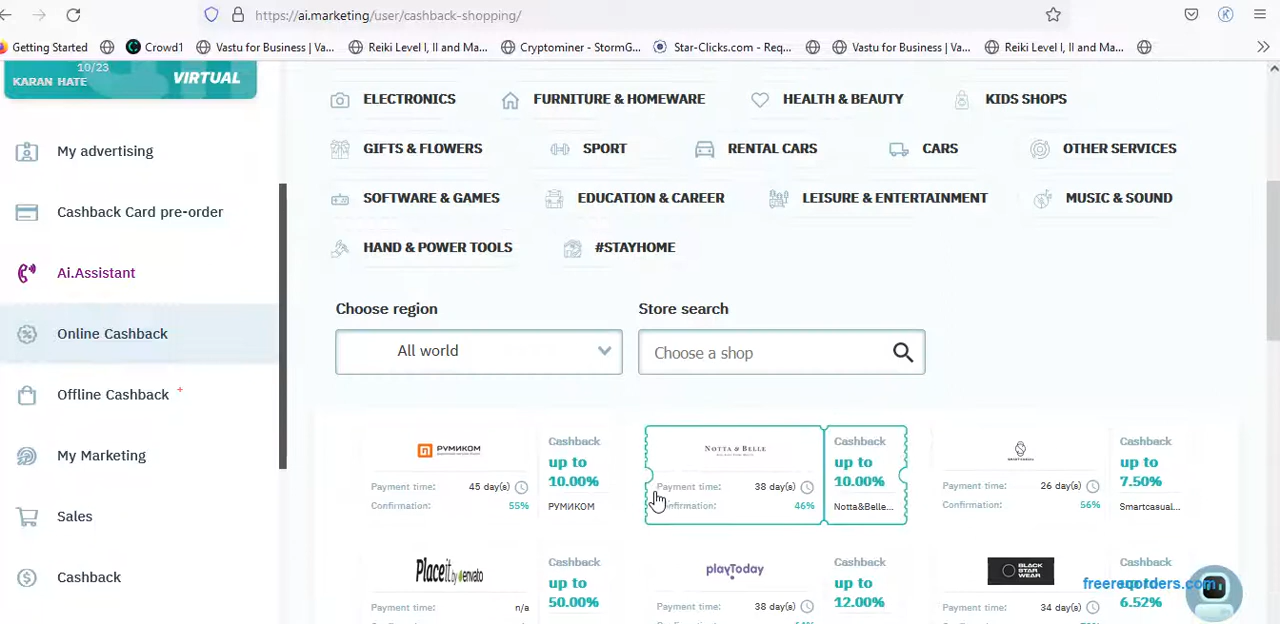 https://ai.marketing/user/cashback-shopping/
Getting Started
Crowd1
Vastu for Business | Va...
Reiki Level I, II and Ma...
Cryptominer - StormG...
Star-Clicks.com - Req...
Vastu for Business | Va...
Reiki Level I, II and Ma...
10/23
KARAN HATE
VIRTUAL
My advertising
Cashback Card pre-order
Ai.Assistant
Online Cashback
Offline Cashback +
My Marketing
Sales
Cashback
ELECTRONICS
FURNITURE & HOMEWARE
HEALTH & BEAUTY
KIDS SHOPS
GIFTS & FLOWERS
SPORT
RENTAL CARS
CARS
OTHER SERVICES
SOFTWARE & GAMES
EDUCATION & CAREER
LEISURE & ENTERTAINMENT
MUSIC & SOUND
HAND & POWER TOOLS
#STAYHOME
Choose region
Store search
All world
Choose a shop
РУМИКОМ
Payment time: 45 day(s)
Confirmation: 55%
Cashback
up to
10.00%
РУМИКОМ
NOTTA & BELLE
Payment time: 38 day(s)
Confirmation: 46%
Cashback
up to
10.00%
Notta&Belle...
Payment time: 26 day(s)
Confirmation: 56%
Cashback
up to
7.50%
Smartcasual...
Placeit by envato
Payment time: n/a
Cashback
up to
50.00%
playToday
Payment time: 38 day(s)
Cashback
up to
12.00%
BLACK STAR WEAR
Payment time: 34 day(s)
Cashback
up to
6.52%